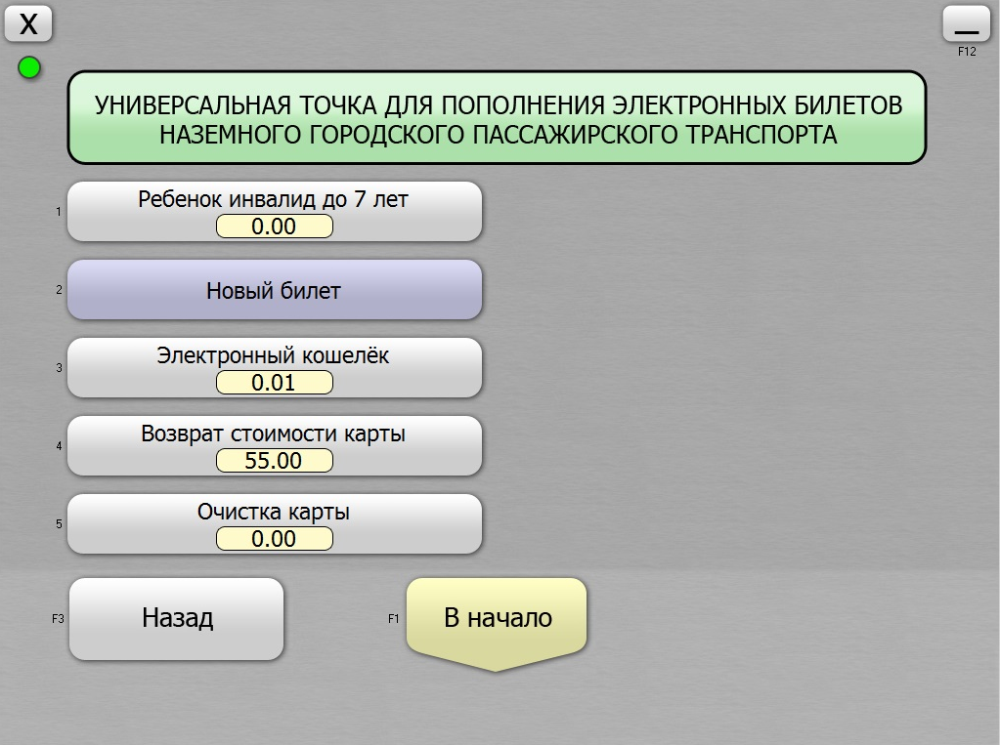 X
F12
УНИВЕРСАЛЬНАЯ ТОЧКА ДЛЯ ПОПОЛНЕНИЯ ЭЛЕКТРОННЫХ БИЛЕТОВ
НАЗЕМНОГО ГОРОДСКОГО ПАССАЖИРСКОГО ТРАНСПОРТА
1
Ребенок инвалид до 7 лет
0.00
2
Новый билет
3
Электронный кошелёк
0.01
4
Возврат стоимости карты
55.00
5
Очистка карты
0.00
F3
Назад
F1
В начало